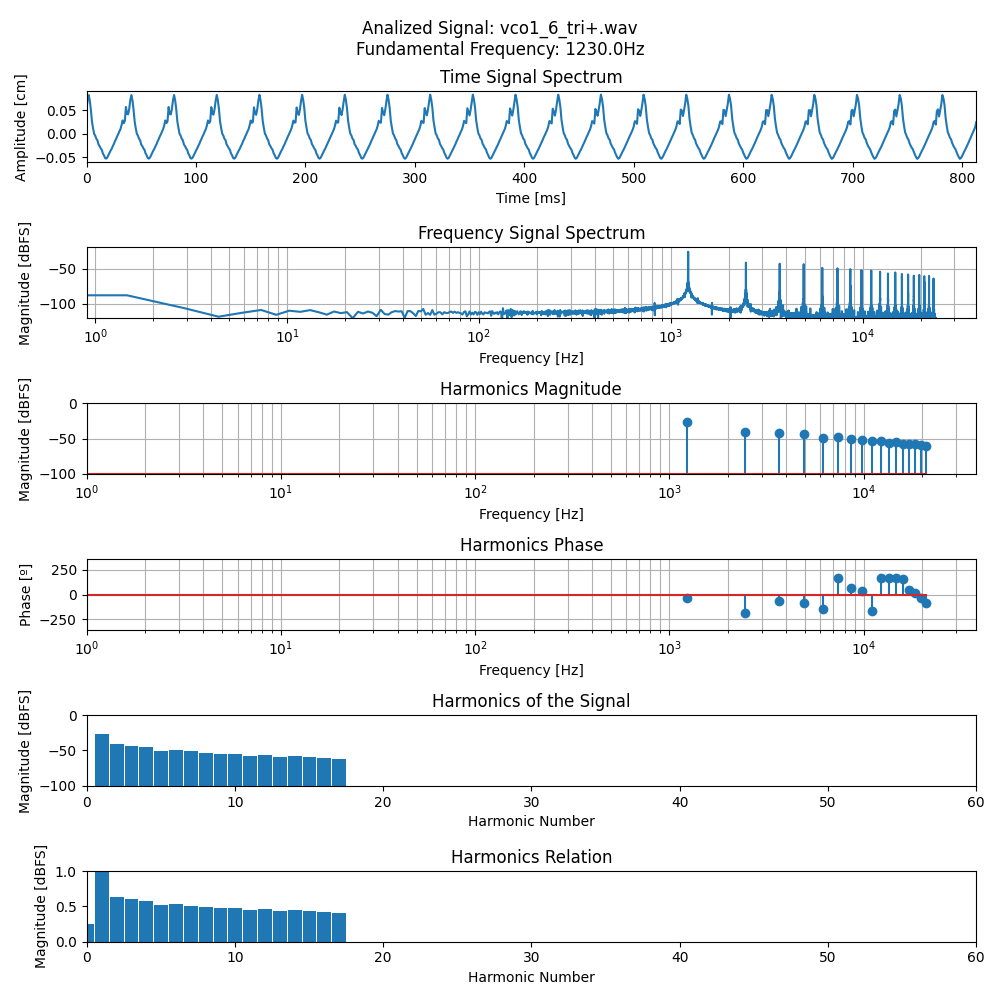 Analized Signal: vco1_6_tri+.wav
Fundamental Frequency: 1230.0Hz
Time Signal Spectrum
Amplitude [cm]
0.05
0.00
−0.05
0 100 200 300 400 500 600 700 800
Time [ms]
Frequency Signal Spectrum
Magnitude [dBFS]
−50
−100
10⁰ 10¹ 10² 10³ 10⁴
Frequency [Hz]
Harmonics Magnitude
Magnitude [dBFS]
0
−50
−100
10⁰ 10¹ 10² 10³ 10⁴
Frequency [Hz]
Harmonics Phase
Phase [º]
250
0
−250
10⁰ 10¹ 10² 10³ 10⁴
Frequency [Hz]
Harmonics of the Signal
Magnitude [dBFS]
0
−50
−100
0 10 20 30 40 50 60
Harmonic Number
Harmonics Relation
Magnitude [dBFS]
1.0
0.5
0.0
0 10 20 30 40 50 60
Harmonic Number